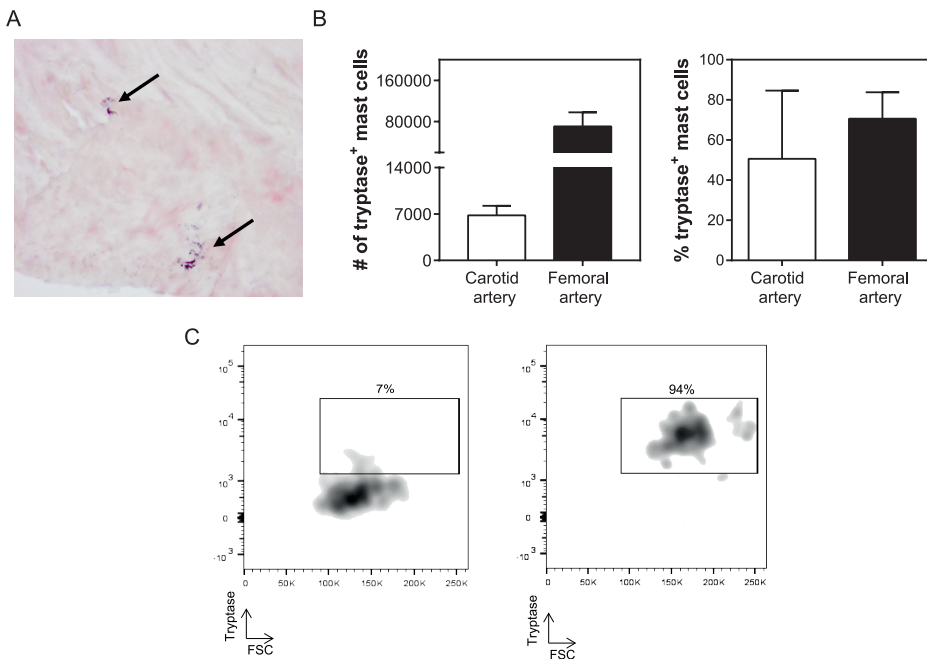 A
B
# of tryptase+ mast cells
160000
80000
14000
7000
0
Carotid artery
Femoral artery
% tryptase+ mast cells
100
80
60
40
20
0
Carotid artery
Femoral artery
C
7%
10^5
10^4
10^3
0
-10^3
0 50K 100K 150K 200K 250K
Tryptase
FSC
94%
10^5
10^4
10^3
0
-10^3
0 50K 100K 150K 200K 250K
Tryptase
FSC